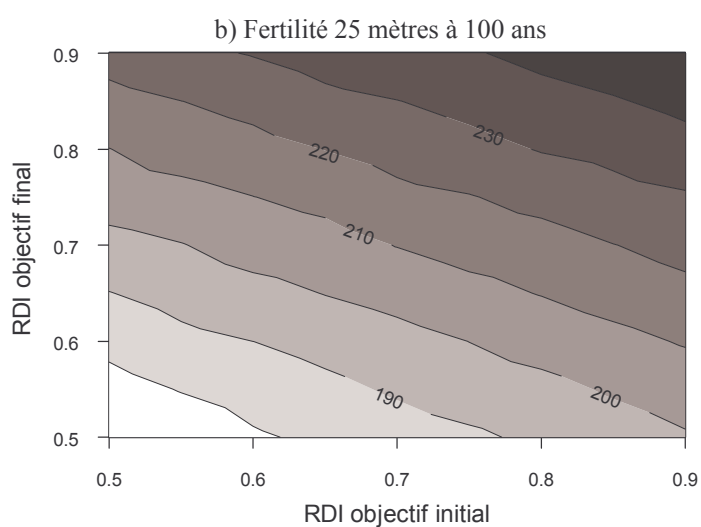 b) Fertilité 25 mètres à 100 ans
0.9
230
0.8
220
RDI objectif final
210
0.7
0.6
190
200
0.5
0.5 0.6 0.7 0.8 0.9
RDI objectif initial